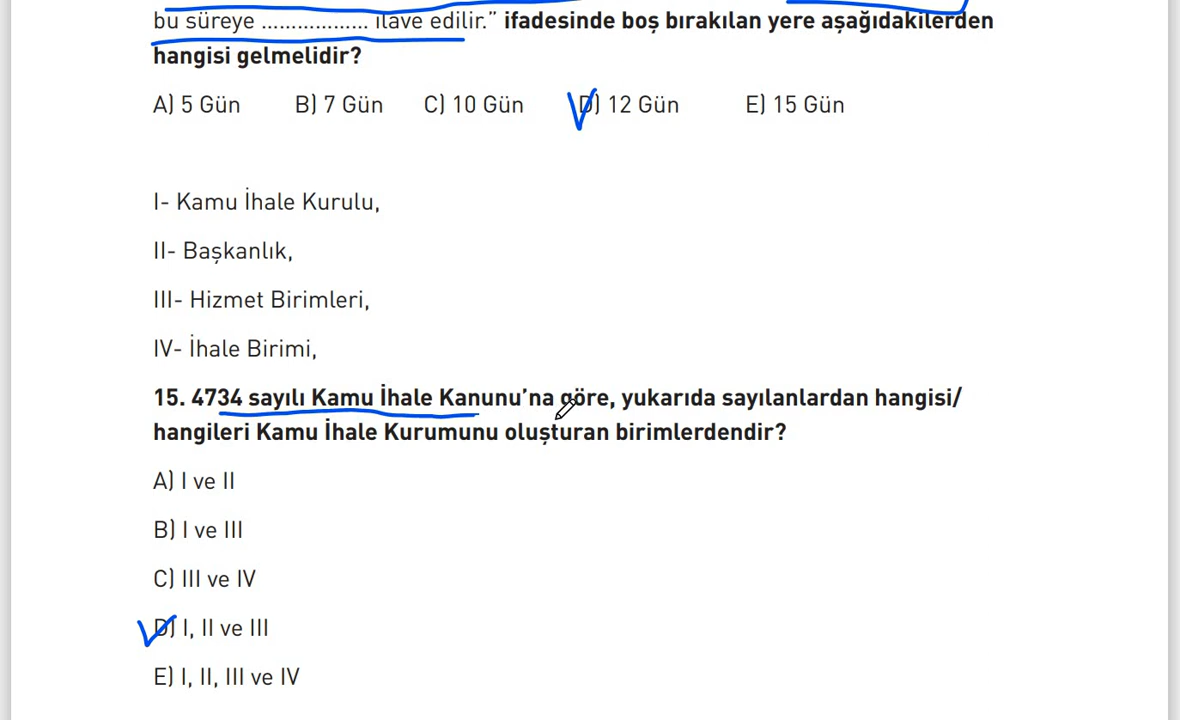 bu süreye .................. ilave edilir.” ifadesinde boş bırakılan yere aşağıdakilerden
hangisi gelmelidir?
A) 5 Gün B) 7 Gün C) 10 Gün D) 12 Gün E) 15 Gün
I- Kamu İhale Kurulu,
II- Başkanlık,
III- Hizmet Birimleri,
IV- İhale Birimi,
15. 4734 sayılı Kamu İhale Kanunu’na göre, yukarıda sayılanlardan hangisi/
hangileri Kamu İhale Kurumunu oluşturan birimlerdendir?
A) I ve II
B) I ve III
C) III ve IV
D) I, II ve III
E) I, II, III ve IV